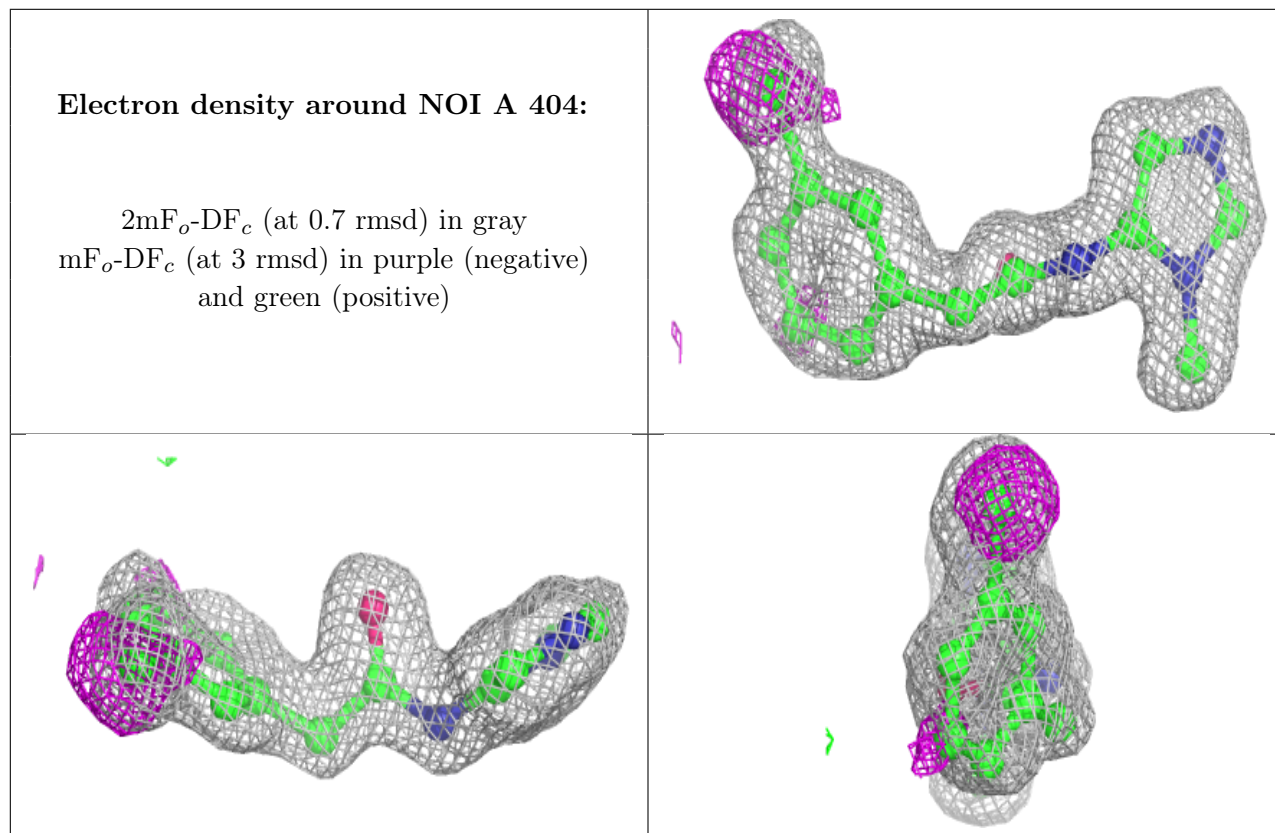 Electron density around NOI A 404:
2mFo-DFc (at 0.7 rmsd) in gray
mFo-DFc (at 3 rmsd) in purple (negative)
and green (positive)